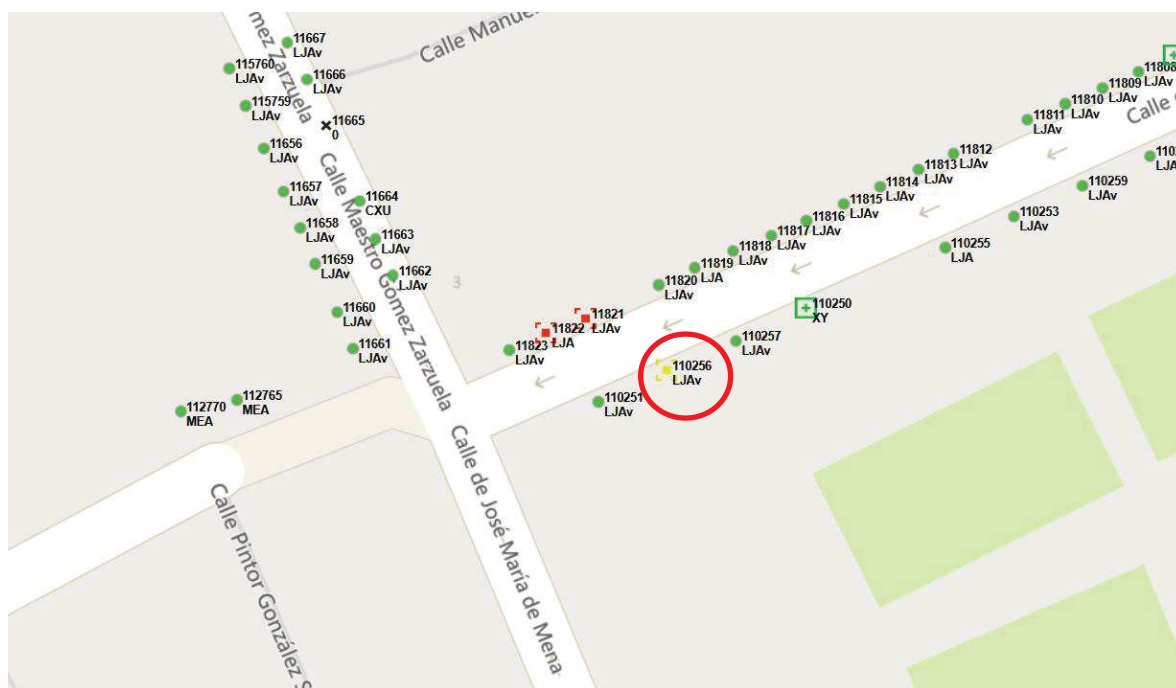 mez Zarzuela
11667
LJAv
Calle Manuel
115760
LJAv
11666
LJAv
115759
LJAv
11665
0
11656
LJAv
Calle Maestro Gómez Zarzuela
11657
LJAv
11664
CXU
11658
LJAv
11663
LJAv
11659
LJAv
11662
LJAv
3
11660
LJAv
11661
LJAv
112765
MEA
112770
MEA
11808
LJAv
11809
LJAv
11810
LJAv
11811
LJAv
Calle
11812
LJAv
11813
LJAv
11814
LJAv
11815
LJAv
11816
LJAv
11817
LJAv
11818
LJAv
11819
LJA
11820
LJAv
11821
LJAv
11822
LJA
11823
LJAv
110259
LJAv
110253
LJAv
110255
LJA
110250
XY
110257
LJAv
110256
LJAv
110251
LJAv
Calle de José María de Mena
Calle Pintor González